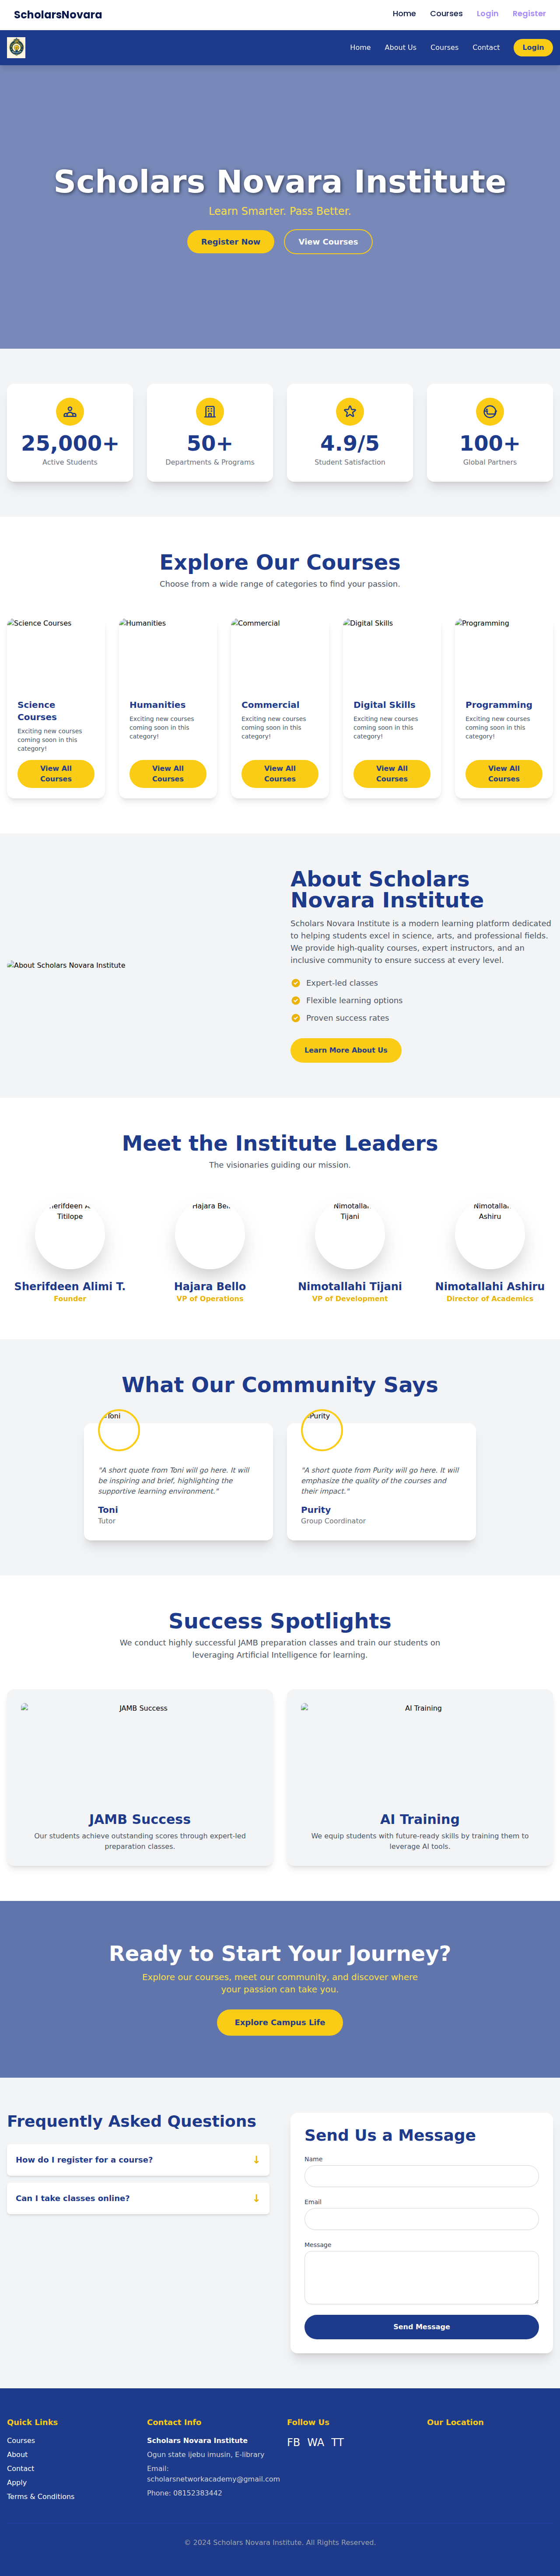 ScholarsNovara
Home Courses Login Register
Home About Us Courses Contact Login
Scholars Novara Institute
Learn Smarter. Pass Better.
Register Now View Courses
25,000+
Active Students
50+
Departments & Programs
4.9/5
Student Satisfaction
100+
Global Partners
Explore Our Courses
Choose from a wide range of categories to find your passion.
Science Courses
Science
Courses
Exciting new courses
coming soon in this
category!
View All
Courses
Humanities
Humanities
Exciting new courses
coming soon in this
category!
View All
Courses
Commercial
Commercial
Exciting new courses
coming soon in this
category!
View All
Courses
Digital Skills
Digital Skills
Exciting new courses
coming soon in this
category!
View All
Courses
Programming
Programming
Exciting new courses
coming soon in this
category!
View All
Courses
About Scholars Novara Institute
About Scholars
Novara Institute
Scholars Novara Institute is a modern learning platform dedicated
to helping students excel in science, arts, and professional fields.
We provide high-quality courses, expert instructors, and an
inclusive community to ensure success at every level.
Expert-led classes
Flexible learning options
Proven success rates
Learn More About Us
Meet the Institute Leaders
The visionaries guiding our mission.
Titilope
Sherifdeen Alimi T.
Founder
Hajara
Hajara Bello
VP of Operations
Tijani
Nimotallahi Tijani
VP of Development
Ashiru
Nimotallahi Ashiru
Director of Academics
What Our Community Says
Toni
"A short quote from Toni will go here. It will
be inspiring and brief, highlighting the
supportive learning environment."
Toni
Tutor
Purity
"A short quote from Purity will go here. It will
emphasize the quality of the courses and
their impact."
Purity
Group Coordinator
Success Spotlights
We conduct highly successful JAMB preparation classes and train our students on
leveraging Artificial Intelligence for learning.
JAMB Success
JAMB Success
Our students achieve outstanding scores through expert-led
preparation classes.
AI Training
AI Training
We equip students with future-ready skills by training them to
leverage AI tools.
Ready to Start Your Journey?
Explore our courses, meet our community, and discover where
your passion can take you.
Explore Campus Life
Frequently Asked Questions
How do I register for a course? ↓
Can I take classes online? ↓
Send Us a Message
Name
Email
Message
Send Message
Quick Links
Courses
About
Contact
Apply
Terms & Conditions
Contact Info
Scholars Novara Institute
Ogun state ijebu imusin, E-library
Email:
scholarsnetworkacademy@gmail.com
Phone: 08152383442
Follow Us
FB WA TT
Our Location
© 2024 Scholars Novara Institute. All Rights Reserved.